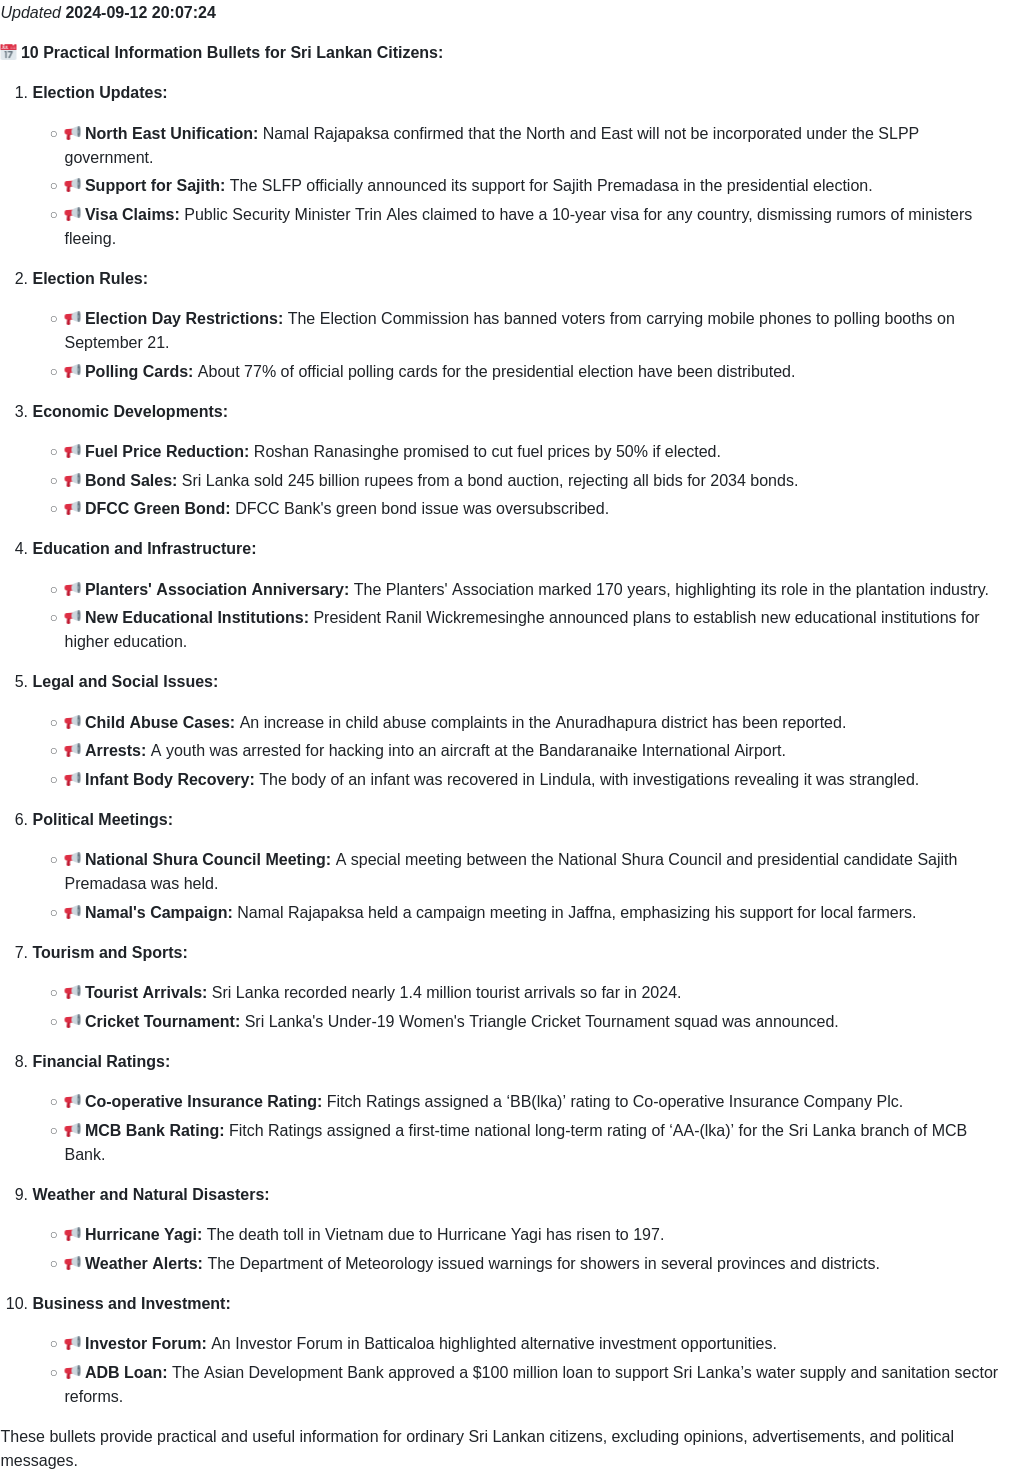 Updated 2024-09-12 20:07:24
📅 10 Practical Information Bullets for Sri Lankan Citizens:
1. Election Updates:
○ 📢 North East Unification: Namal Rajapaksa confirmed that the North and East will not be incorporated under the SLPP
government.
○ 📢 Support for Sajith: The SLFP officially announced its support for Sajith Premadasa in the presidential election.
○ 📢 Visa Claims: Public Security Minister Trin Ales claimed to have a 10-year visa for any country, dismissing rumors of ministers
fleeing.
2. Election Rules:
○ 📢 Election Day Restrictions: The Election Commission has banned voters from carrying mobile phones to polling booths on
September 21.
○ 📢 Polling Cards: About 77% of official polling cards for the presidential election have been distributed.
3. Economic Developments:
○ 📢 Fuel Price Reduction: Roshan Ranasinghe promised to cut fuel prices by 50% if elected.
○ 📢 Bond Sales: Sri Lanka sold 245 billion rupees from a bond auction, rejecting all bids for 2034 bonds.
○ 📢 DFCC Green Bond: DFCC Bank's green bond issue was oversubscribed.
4. Education and Infrastructure:
○ 📢 Planters' Association Anniversary: The Planters' Association marked 170 years, highlighting its role in the plantation industry.
○ 📢 New Educational Institutions: President Ranil Wickremesinghe announced plans to establish new educational institutions for
higher education.
5. Legal and Social Issues:
○ 📢 Child Abuse Cases: An increase in child abuse complaints in the Anuradhapura district has been reported.
○ 📢 Arrests: A youth was arrested for hacking into an aircraft at the Bandaranaike International Airport.
○ 📢 Infant Body Recovery: The body of an infant was recovered in Lindula, with investigations revealing it was strangled.
6. Political Meetings:
○ 📢 National Shura Council Meeting: A special meeting between the National Shura Council and presidential candidate Sajith
Premadasa was held.
○ 📢 Namal's Campaign: Namal Rajapaksa held a campaign meeting in Jaffna, emphasizing his support for local farmers.
7. Tourism and Sports:
○ 📢 Tourist Arrivals: Sri Lanka recorded nearly 1.4 million tourist arrivals so far in 2024.
○ 📢 Cricket Tournament: Sri Lanka's Under-19 Women's Triangle Cricket Tournament squad was announced.
8. Financial Ratings:
○ 📢 Co-operative Insurance Rating: Fitch Ratings assigned a ‘BB(lka)’ rating to Co-operative Insurance Company Plc.
○ 📢 MCB Bank Rating: Fitch Ratings assigned a first-time national long-term rating of ‘AA-(lka)’ for the Sri Lanka branch of MCB
Bank.
9. Weather and Natural Disasters:
○ 📢 Hurricane Yagi: The death toll in Vietnam due to Hurricane Yagi has risen to 197.
○ 📢 Weather Alerts: The Department of Meteorology issued warnings for showers in several provinces and districts.
10. Business and Investment:
○ 📢 Investor Forum: An Investor Forum in Batticaloa highlighted alternative investment opportunities.
○ 📢 ADB Loan: The Asian Development Bank approved a $100 million loan to support Sri Lanka’s water supply and sanitation sector
reforms.
These bullets provide practical and useful information for ordinary Sri Lankan citizens, excluding opinions, advertisements, and political
messages.